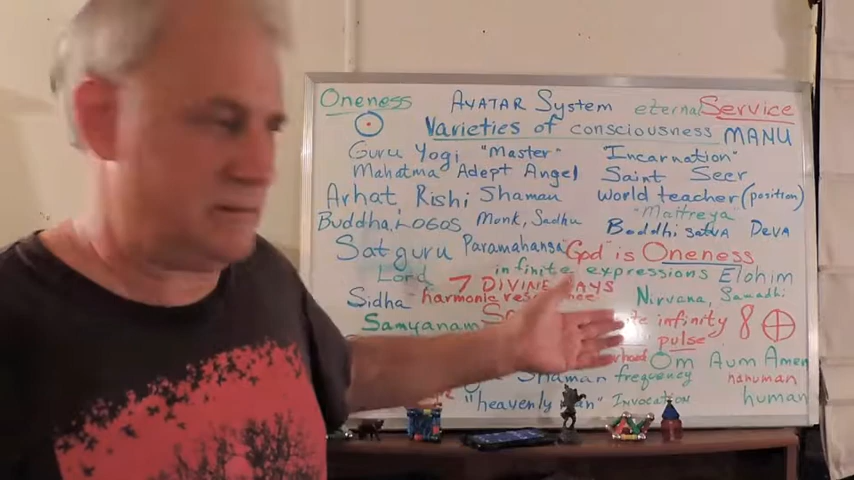 Oneness AVATAR System eternal Service
Varieties of Consciousness MANU
Guru Yogi "Master" Incarnation"
MAHATMA Adept Angel Saint Seer
Arhat Rishi Shaman World teacher (position)
"Maitreya"
BUDDHA, LOGOS Monk, Sadhu Boddhisattva Deva
SATGURU Paramahansa God is ONENESS
infinite expressions Elohim
Lord 7 DIVINE RAYS
Sidha harmonic Nirvana, Samadhi
Samyanam infinity 8
pulse
Om Aum Amen
Shaman frequency hanuman
"Heavenly Invocation human